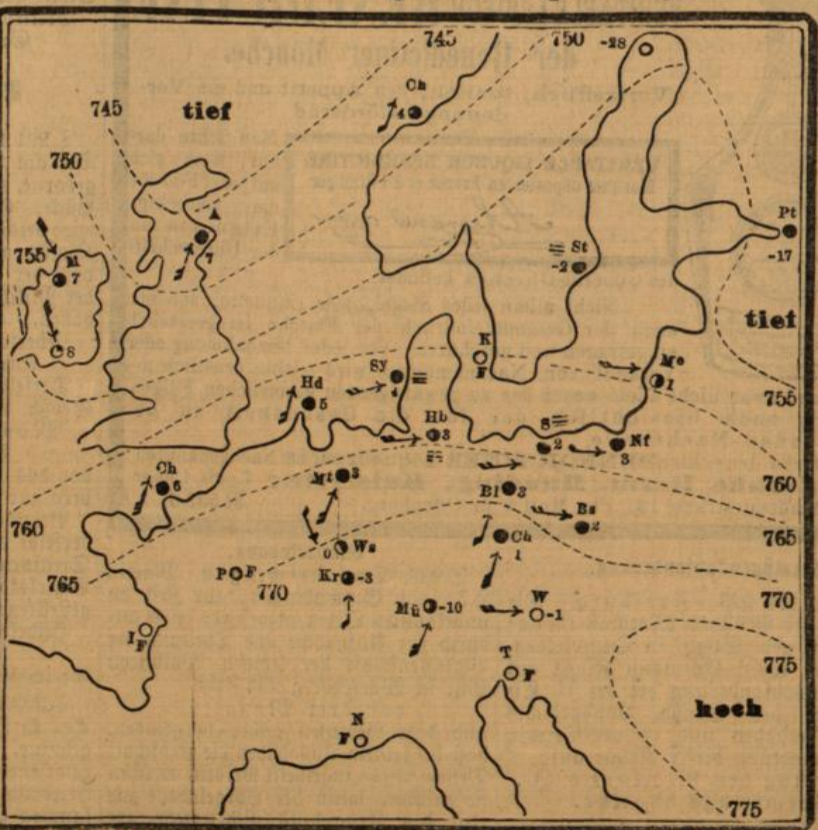 745
750
-28
Ch
4
745
tief
750
Pt
-17
755
M
7
7
St
-2
tief
8
K
F
Sy
4
Me
1
Hd
5
755
Hb
3
S
2
Nf
3
Ch
6
Mt
3
Bl
3
760
760
Bs
2
Ws
0
Ch
1
765
P
F
765
770
Kr
-3
Mü
-10
W
-1
770
I
F
T
F
775
hoch
N
F
775